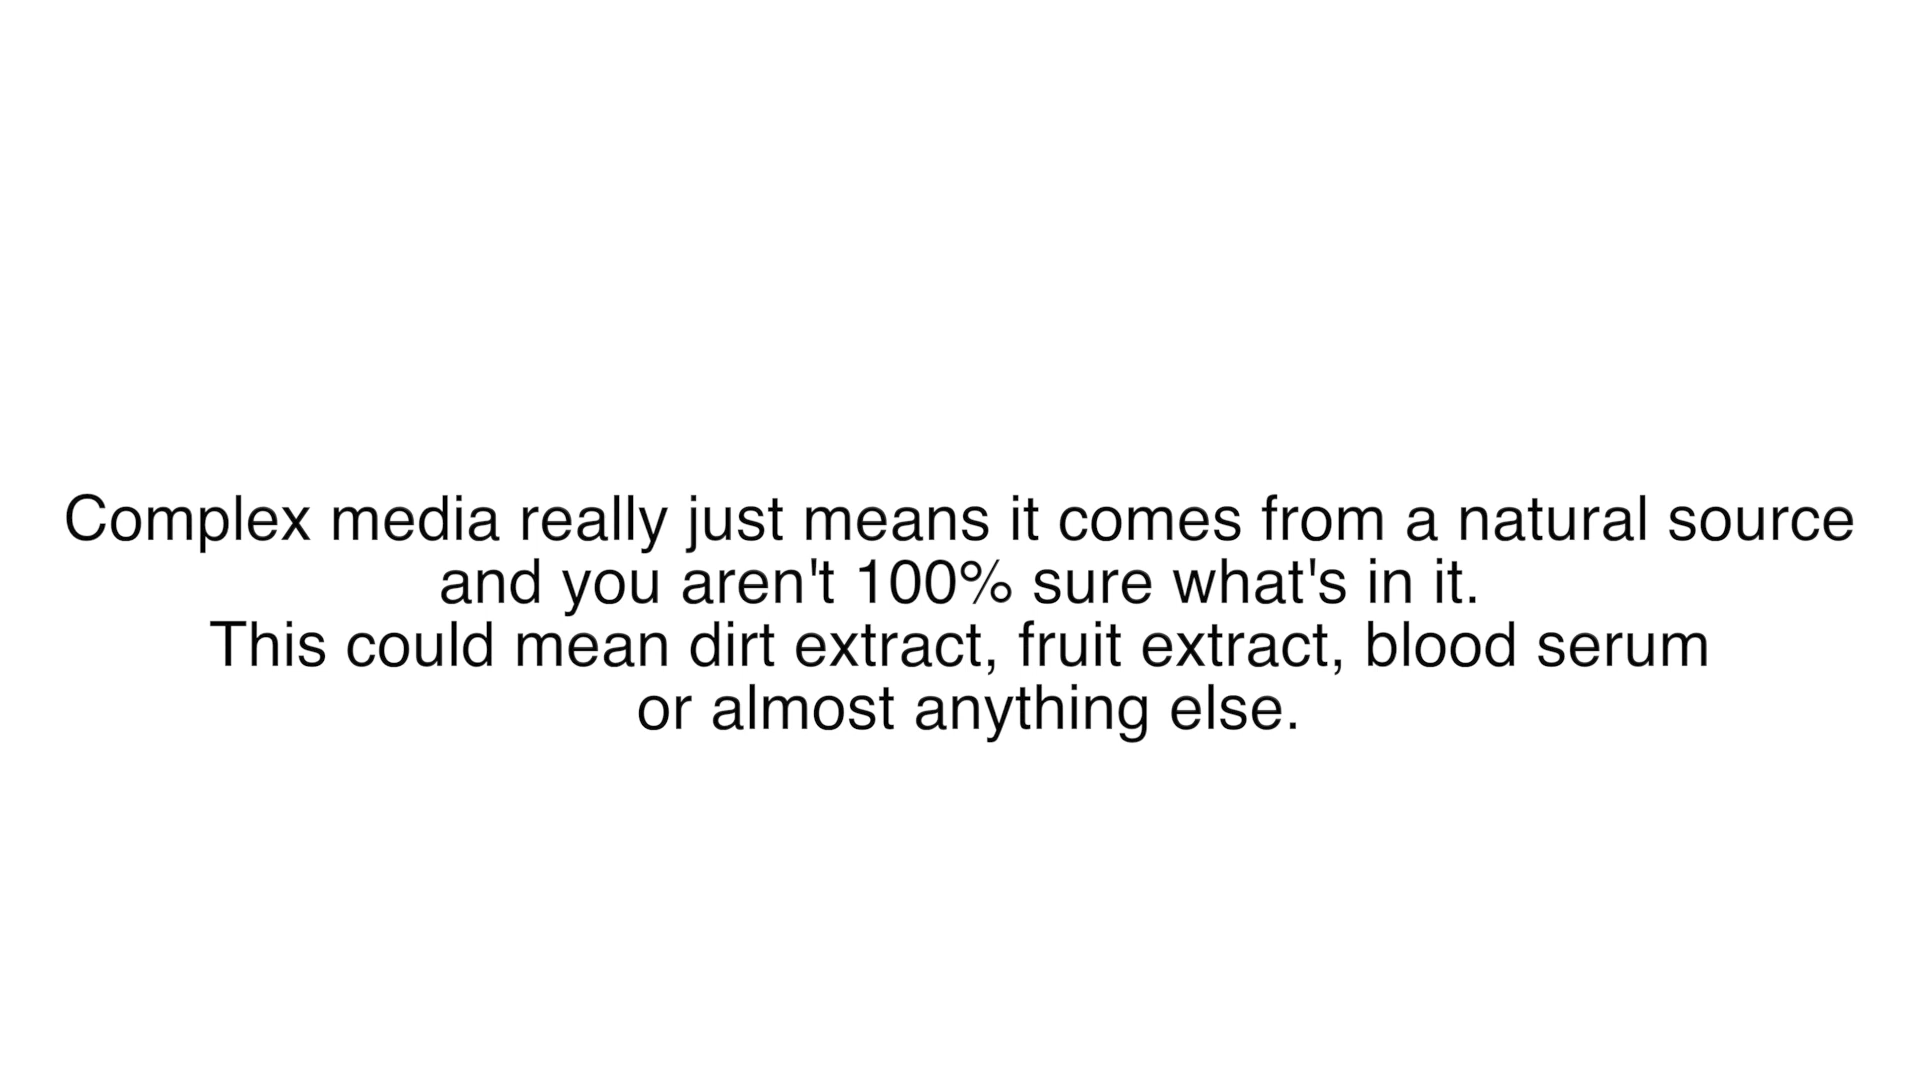 Complex media really just means it comes from a natural source
and you aren't 100% sure what's in it.
This could mean dirt extract, fruit extract, blood serum
or almost anything else.